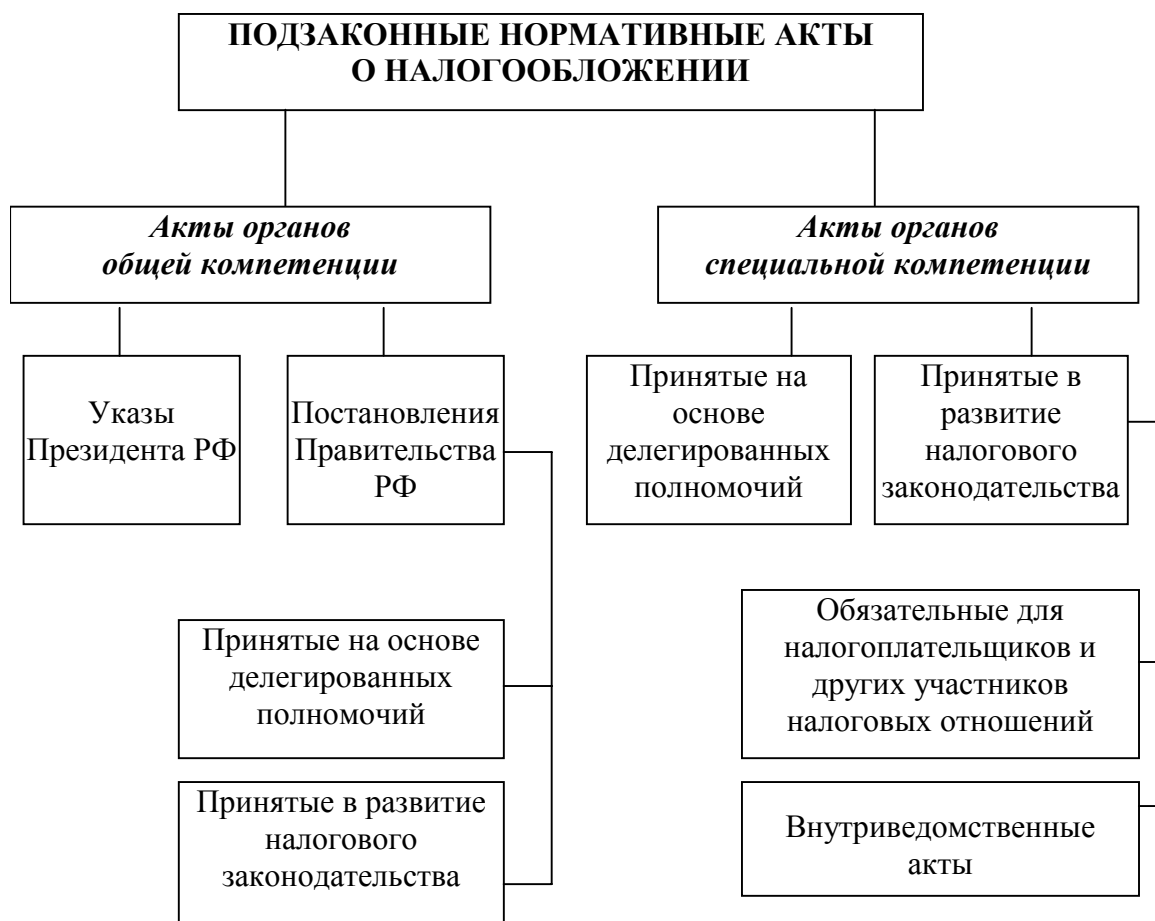 ПОДЗАКОННЫЕ НОРМАТИВНЫЕ АКТЫ
О НАЛОГООБЛОЖЕНИИ
Акты органов
общей компетенции
Акты органов
специальной компетенции
Указы
Президента РФ
Постановления
Правительства
РФ
Принятые на
основе
делегированных
полномочий
Принятые в
развитие
налогового
законодательства
Принятые на основе
делегированных
полномочий
Принятые в развитие
налогового
законодательства
Обязательные для
налогоплательщиков и
других участников
налоговых отношений
Внутриведомственные
акты